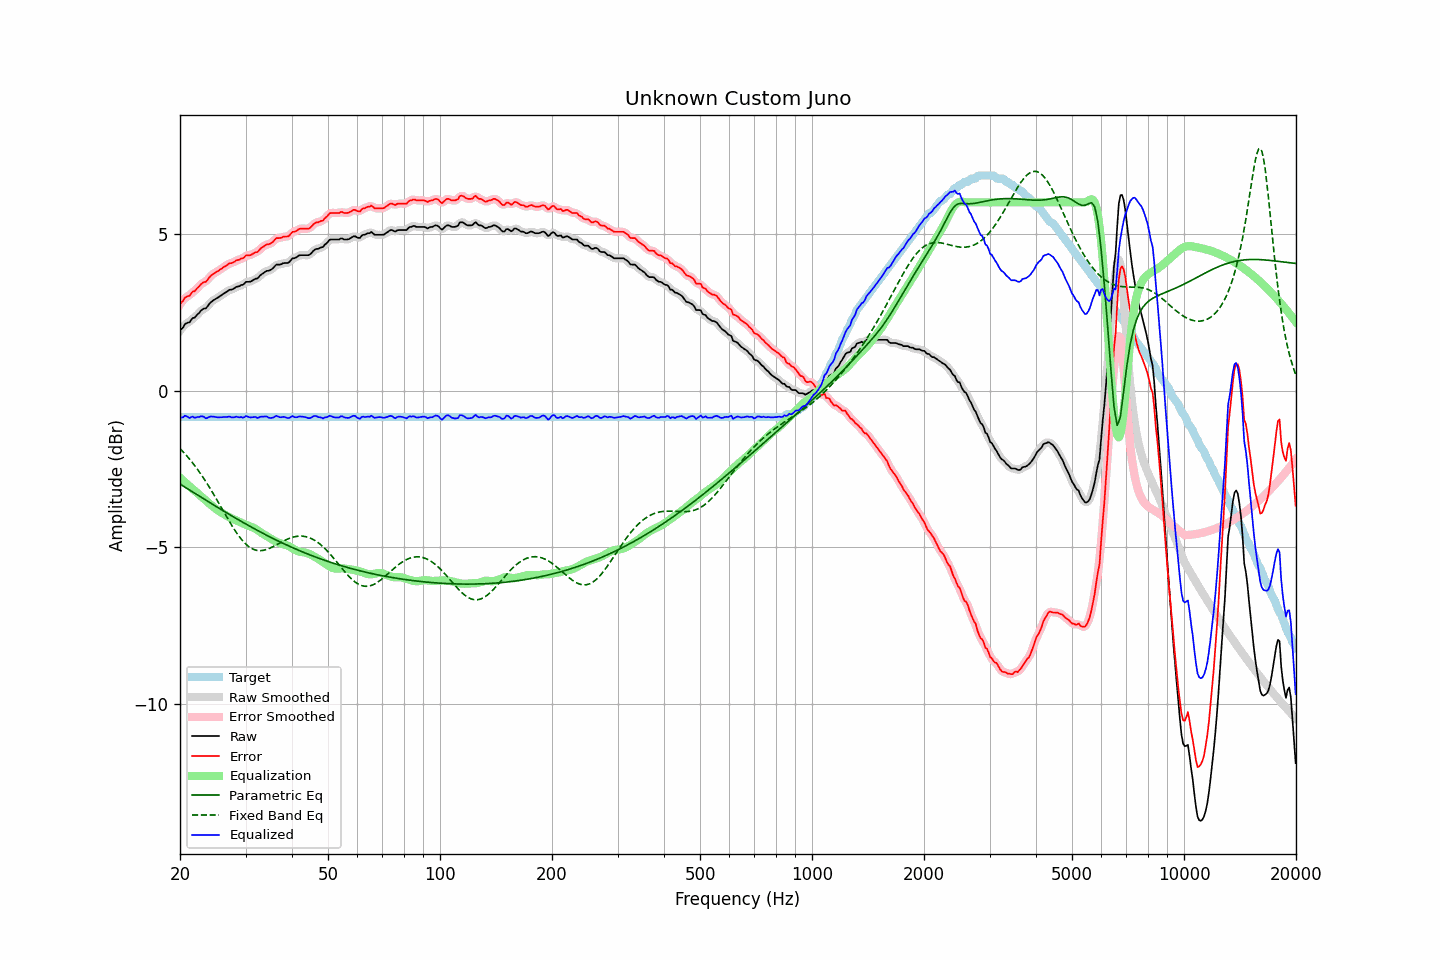 Unknown Custom Juno
Amplitude (dBr)
5
0
−5
−10
Target
Raw Smoothed
Error Smoothed
Raw
Error
Equalization
Parametric Eq
Fixed Band Eq
Equalized
20 50 100 200 500 1000 2000 5000 10000 20000
Frequency (Hz)